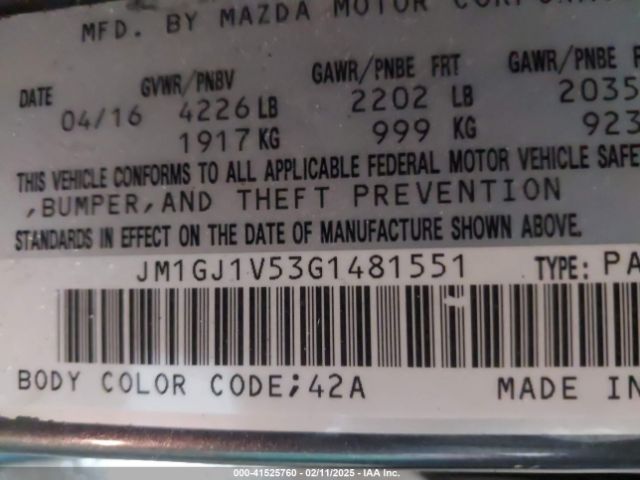 MFD. BY MAZDA MOTOR
DATE GVWR/PNBV GAWR/PNBE FRT GAWR/PNBE
04/16 4226 LB 2202 LB 2035
1917 KG 999 KG 923
THIS VEHICLE CONFORMS TO ALL APPLICABLE FEDERAL MOTOR VEHICLE
,BUMPER,AND THEFT PREVENTION
STANDARDS IN EFFECT ON THE DATE OF MANUFACTURE SHOWN ABOVE.
JM1GJ1V53G1481551 TYPE: PA
BODY COLOR CODE;42A MADE IN
000-41525760 - 02/11/2025 - IAA Inc.